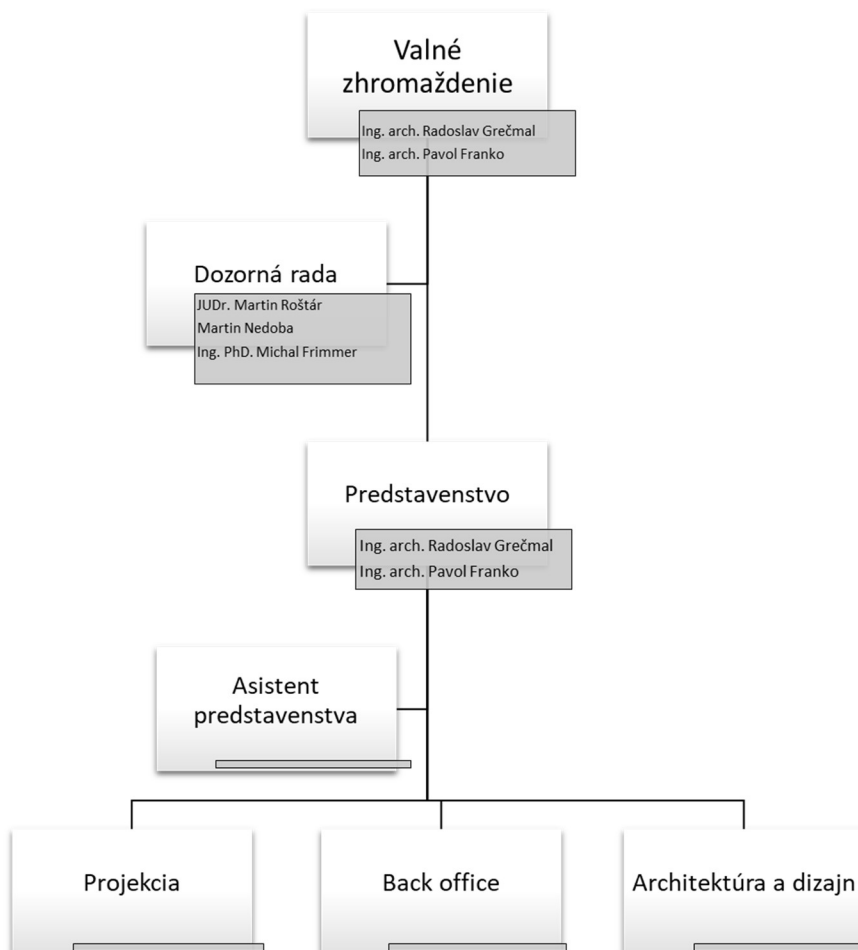 Valné
zhromaždenie
Ing. arch. Radoslav Grečmal
Ing. arch. Pavol Franko
Dozorná rada
JUDr. Martin Roštár
Martin Nedoba
Ing. PhD. Michal Frimmer
Predstavenstvo
Ing. arch. Radoslav Grečmal
Ing. arch. Pavol Franko
Asistent
predstavenstva
Projekcia
Back office
Architektúra a dizajn